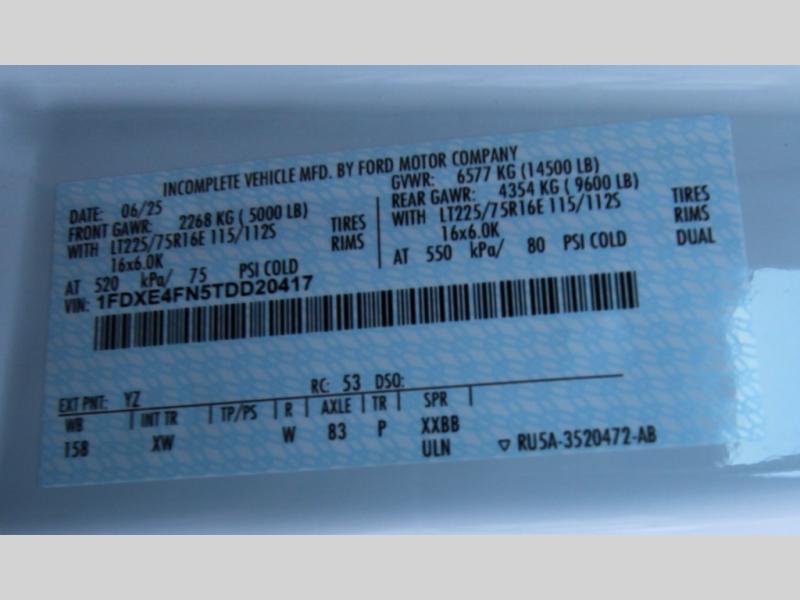 INCOMPLETE VEHICLE MFD. BY FORD MOTOR COMPANY
DATE: 06/25
GVWR: 6577 KG (14500 LB)
FRONT GAWR: 2268 KG ( 5000 LB)
REAR GAWR: 4354 KG ( 9600 LB)
WITH LT225/75R16E 115/112S TIRES
WITH LT225/75R16E 115/112S TIRES
16x6.0K RIMS
16x6.0K RIMS
AT 520 kPa/ 75 PSI COLD
AT 550 kPa/ 80 PSI COLD DUAL
VIN: 1FDXE4FN5TDD20417
EXT PNT: YZ RC: 53 DSO:
WB INT TR TP/PS R AXLE TR SPR
158 XW W 83 P XXBB
ULN ▽ RU5A-3520472-AB